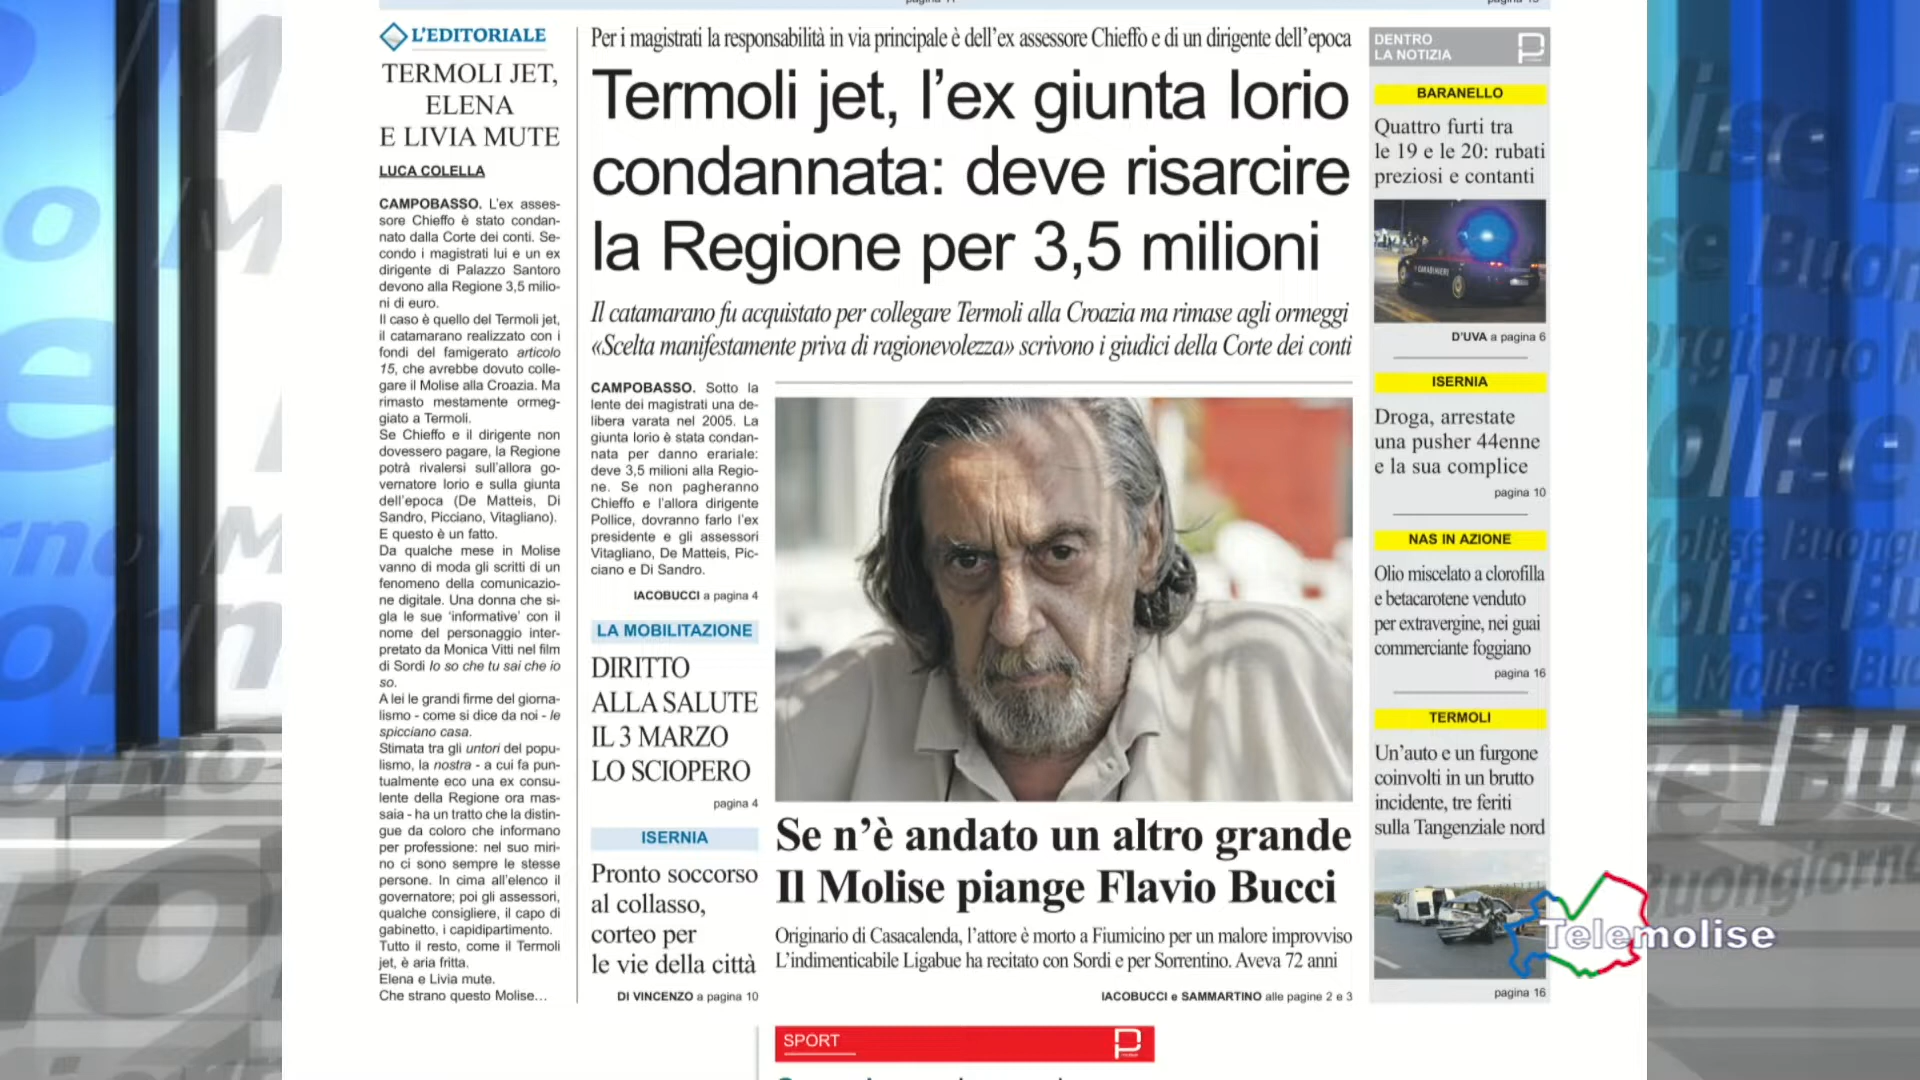 L'EDITORIALE
TERMOLI JET,
ELENA
E LIVIA MUTE
LUCA COLELLA
CAMPOBASSO. L'ex asses-
sore Chieffo è stato condan-
nato dalla Corte dei conti. Se-
condo i magistrati lui e un ex
dirigente di Palazzo Santoro
devono alla Regione 3,5 milio-
ni di euro.
Il caso è quello del Termoli jet,
il catamarano realizzato con i
fondi del famigerato articolo
15, che avrebbe dovuto colle-
gare il Molise alla Croazia. Ma
rimasto mestamente ormeg-
giato a Termoli.
Se Chieffo e il dirigente non
dovessero pagare, la Regione
potrà rivalersi sull'allora go-
vernatore Iorio e sulla giunta
dell'epoca (De Matteis, Di
Sandro, Picciano, Vitagliano).
E questo è un fatto.
Da qualche mese in Molise
vanno di moda gli scritti di un
fenomeno della comunicazio-
ne digitale. Una donna che si-
gla le sue 'informative' con il
nome del personaggio inter-
pretato da Monica Vitti nel film
di Sordi Io so che tu sai che io
so.
A lei le grandi firme del giorna-
lismo - come si dice da noi - le
spicciano casa.
Stimata tra gli untori del popu-
lismo, la nostra - a cui fa pun-
tualmente eco una ex consu-
lente della Regione ora mas-
saia - ha un tratto che la distin-
gue da coloro che informano
per professione: nel suo miri-
no ci sono sempre le stesse
persone. In cima all'elenco il
governatore; poi gli assessori,
qualche consigliere, il capo di
gabinetto, i capidipartimento.
Tutto il resto, come il Termoli
jet, è aria fritta.
Elena e Livia mute.
Che strano questo Molise...
Per i magistrati la responsabilità in via principale è dell'ex assessore Chieffo e di un dirigente dell'epoca
Termoli jet, l'ex giunta Iorio
condannata: deve risarcire
la Regione per 3,5 milioni
Il catamarano fu acquistato per collegare Termoli alla Croazia ma rimase agli ormeggi
«Scelta manifestamente priva di ragionevolezza» scrivono i giudici della Corte dei conti
CAMPOBASSO. Sotto la
lente dei magistrati una de-
libera varata nel 2005. La
giunta Iorio è stata condan-
nata per danno erariale:
deve 3,5 milioni alla Regio-
ne. Se non pagheranno
Chieffo e l'allora dirigente
Pollice, dovranno farlo l'ex
presidente e gli assessori
Vitagliano, De Matteis, Pic-
ciano e Di Sandro.
IACOBUCCI a pagina 4
LA MOBILITAZIONE
DIRITTO
ALLA SALUTE
IL 3 MARZO
LO SCIOPERO
pagina 4
ISERNIA
Pronto soccorso
al collasso,
corteo per
le vie della città
DI VINCENZO a pagina 10
Se n'è andato un altro grande
Il Molise piange Flavio Bucci
Originario di Casacalenda, l'attore è morto a Fiumicino per un malore improvviso
L'indimenticabile Ligabue ha recitato con Sordi e per Sorrentino. Aveva 72 anni
IACOBUCCI e SAMMARTINO alle pagine 2 e 3
SPORT
DENTRO
LA NOTIZIA
BARANELLO
Quattro furti tra
le 19 e le 20: rubati
preziosi e contanti
CARABINIERI
D'UVA a pagina 6
ISERNIA
Droga, arrestate
una pusher 44enne
e la sua complice
pagina 10
NAS IN AZIONE
Olio miscelato a clorofilla
e betacarotene venduto
per extravergine, nei guai
commerciante foggiano
pagina 16
TERMOLI
Un'auto e un furgone
coinvolti in un brutto
incidente, tre feriti
sulla Tangenziale nord
pagina 16
Telemolise